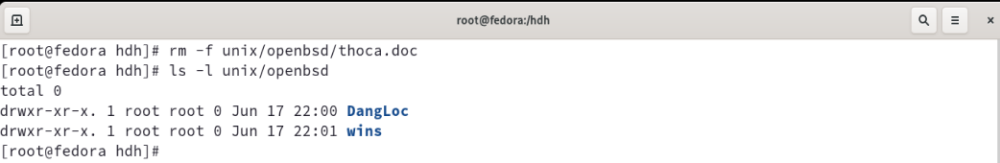 root@fedora:/hdh
[root@fedora hdh]# rm -f unix/openbsd/thoca.doc
[root@fedora hdh]# ls -l unix/openbsd
total 0
drwxr-xr-x. 1 root root 0 Jun 17 22:00 DangLoc
drwxr-xr-x. 1 root root 0 Jun 17 22:01 wins
[root@fedora hdh]#